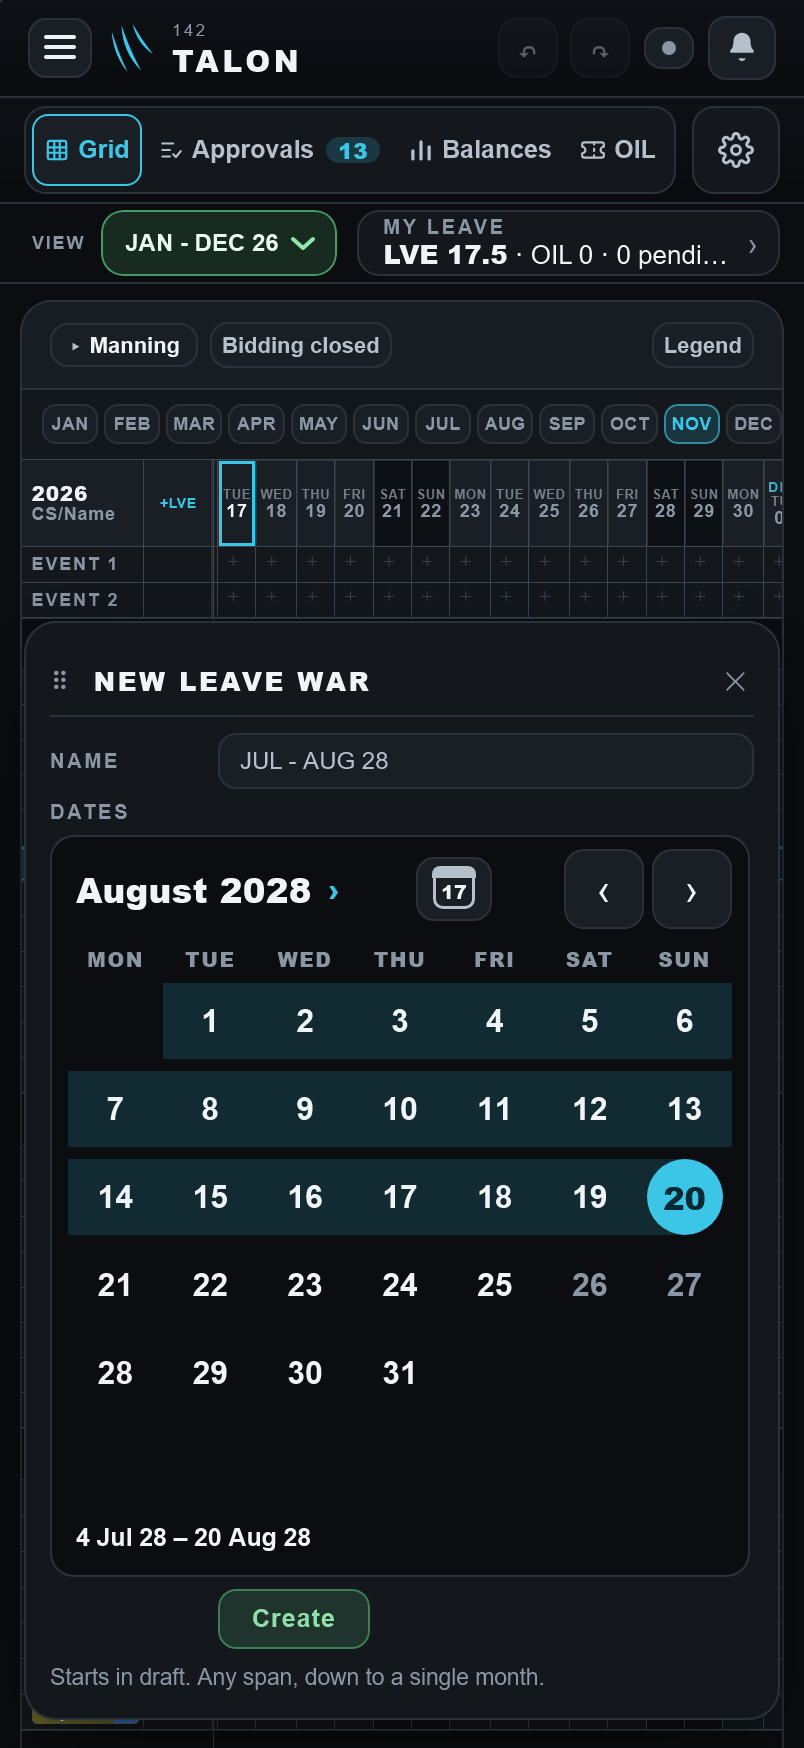 142
TALON
Grid
Approvals 13
Balances
OIL
VIEW
JAN - DEC 26
MY LEAVE
LVE 17.5 · OIL 0 · 0 pendi...
Manning
Bidding closed
Legend
JAN FEB MAR APR MAY JUN JUL AUG SEP OCT NOV DEC
2026
CS/Name
+LVE
TUE WED THU FRI SAT SUN MON TUE WED THU FRI SAT SUN MON
17 18 19 20 21 22 23 24 25 26 27 28 29 30
EVENT 1 + + + + + + + + + + + + + + +
EVENT 2 + + + + + + + + + + + + + + +
NEW LEAVE WAR
NAME
JUL - AUG 28
DATES
August 2028 ›
17
‹ ›
MON TUE WED THU FRI SAT SUN
1 2 3 4 5 6
7 8 9 10 11 12 13
14 15 16 17 18 19 20
21 22 23 24 25 26 27
28 29 30 31
4 Jul 28 – 20 Aug 28
Create
Starts in draft. Any span, down to a single month.